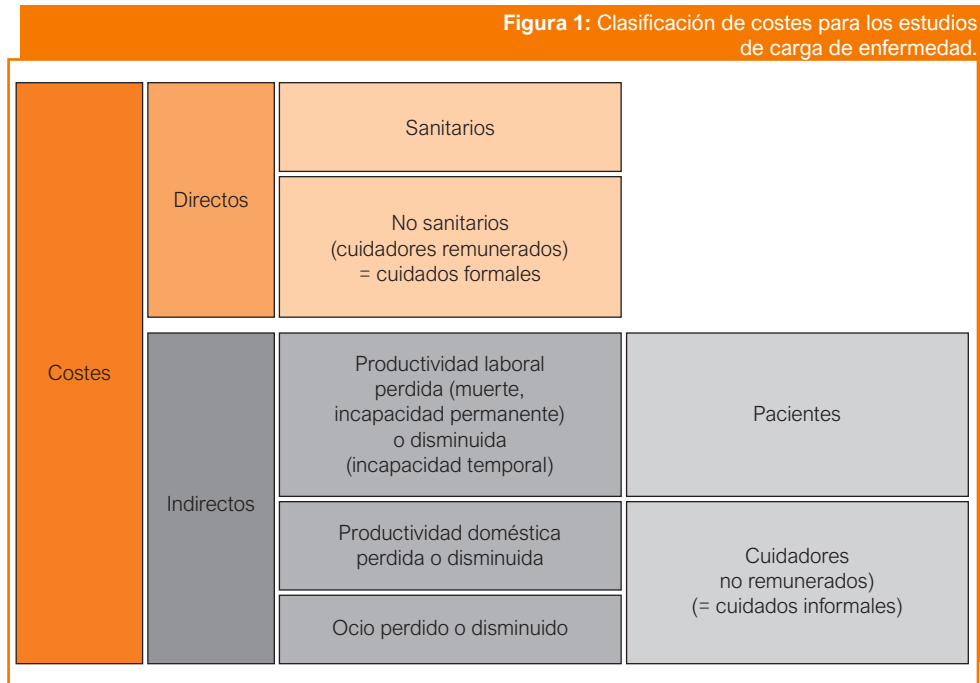 Figura 1: Clasificación de costes para los estudios
de carga de enfermedad.
Costes
Directos
Sanitarios
No sanitarios
(cuidadores remunerados)
= cuidados formales
Indirectos
Productividad laboral
perdida (muerte,
incapacidad permanente)
o disminuida
(incapacidad temporal)
Pacientes
Productividad doméstica
perdida o disminuida
Ocio perdido o disminuido
Cuidadores
no remunerados)
(= cuidados informales)